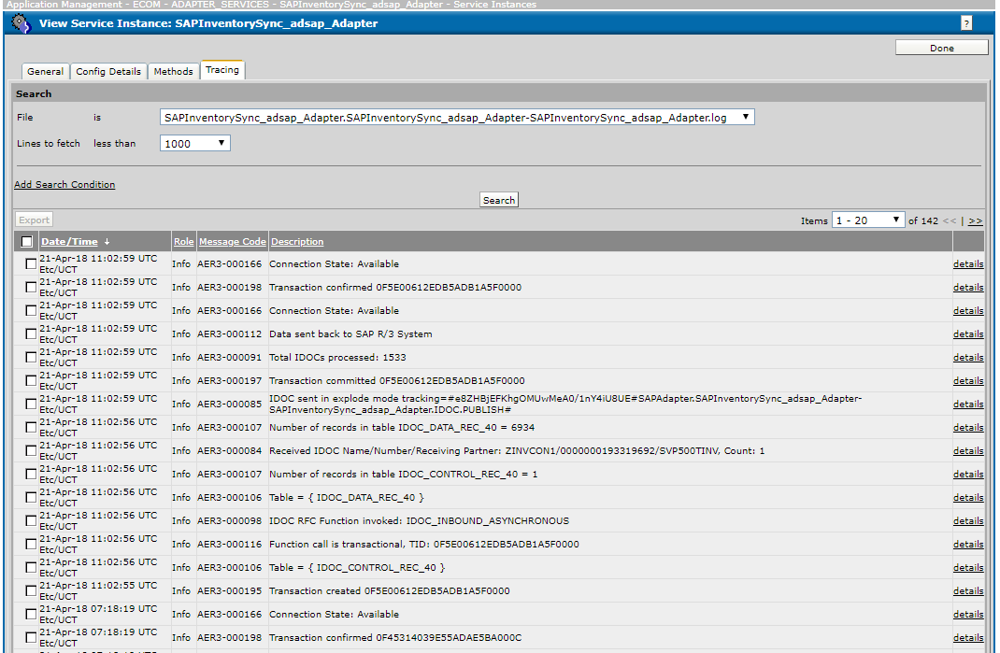 Application Management - ECOM - ADAPTER_SERVICES - SAPInventorySync_adsap_Adapter - Service Instances
View Service Instance: SAPInventorySync_adsap_Adapter
?
Done
General Config Details Methods Tracing
Search
File is SAPInventorySync_adsap_Adapter.SAPInventorySync_adsap_Adapter-SAPInventorySync_adsap_Adapter.log
Lines to fetch less than 1000
Add Search Condition
Search
Export Items 1 - 20 of 142 << | >>
Date/Time ↓ Role Message Code Description
21-Apr-18 11:02:59 UTC
Etc/UCT Info AER3-000166 Connection State: Available details
21-Apr-18 11:02:59 UTC
Etc/UCT Info AER3-000198 Transaction confirmed 0F5E00612EDB5ADB1A5F0000 details
21-Apr-18 11:02:59 UTC
Etc/UCT Info AER3-000166 Connection State: Available details
21-Apr-18 11:02:59 UTC
Etc/UCT Info AER3-000112 Data sent back to SAP R/3 System details
21-Apr-18 11:02:59 UTC
Etc/UCT Info AER3-000091 Total IDOCs processed: 1533 details
21-Apr-18 11:02:59 UTC
Etc/UCT Info AER3-000197 Transaction committed 0F5E00612EDB5ADB1A5F0000 details
21-Apr-18 11:02:59 UTC IDOC sent in explode mode tracking=#e8ZHBjEFKhgOMUwMeA0/1nY4iU8UE#SAPAdapter.SAPInventorySync_adsap_Adapter-
Etc/UCT Info AER3-000085 SAPInventorySync_adsap_Adapter.IDOC.PUBLISH# details
21-Apr-18 11:02:56 UTC
Etc/UCT Info AER3-000107 Number of records in table IDOC_DATA_REC_40 = 6934 details
21-Apr-18 11:02:56 UTC
Etc/UCT Info AER3-000084 Received IDOC Name/Number/Receiving Partner: ZINVCON1/0000000193319692/SVP500TINV, Count: 1 details
21-Apr-18 11:02:56 UTC
Etc/UCT Info AER3-000107 Number of records in table IDOC_CONTROL_REC_40 = 1 details
21-Apr-18 11:02:56 UTC
Etc/UCT Info AER3-000106 Table = { IDOC_DATA_REC_40 } details
21-Apr-18 11:02:56 UTC
Etc/UCT Info AER3-000098 IDOC RFC Function invoked: IDOC_INBOUND_ASYNCHRONOUS details
21-Apr-18 11:02:56 UTC
Etc/UCT Info AER3-000116 Function call is transactional, TID: 0F5E00612EDB5ADB1A5F0000 details
21-Apr-18 11:02:56 UTC
Etc/UCT Info AER3-000106 Table = { IDOC_CONTROL_REC_40 } details
21-Apr-18 11:02:55 UTC
Etc/UCT Info AER3-000195 Transaction created 0F5E00612EDB5ADB1A5F0000 details
21-Apr-18 07:18:19 UTC
Etc/UCT Info AER3-000166 Connection State: Available details
21-Apr-18 07:18:19 UTC
Etc/UCT Info AER3-000198 Transaction confirmed 0F45314039E55ADAE5BA000C details